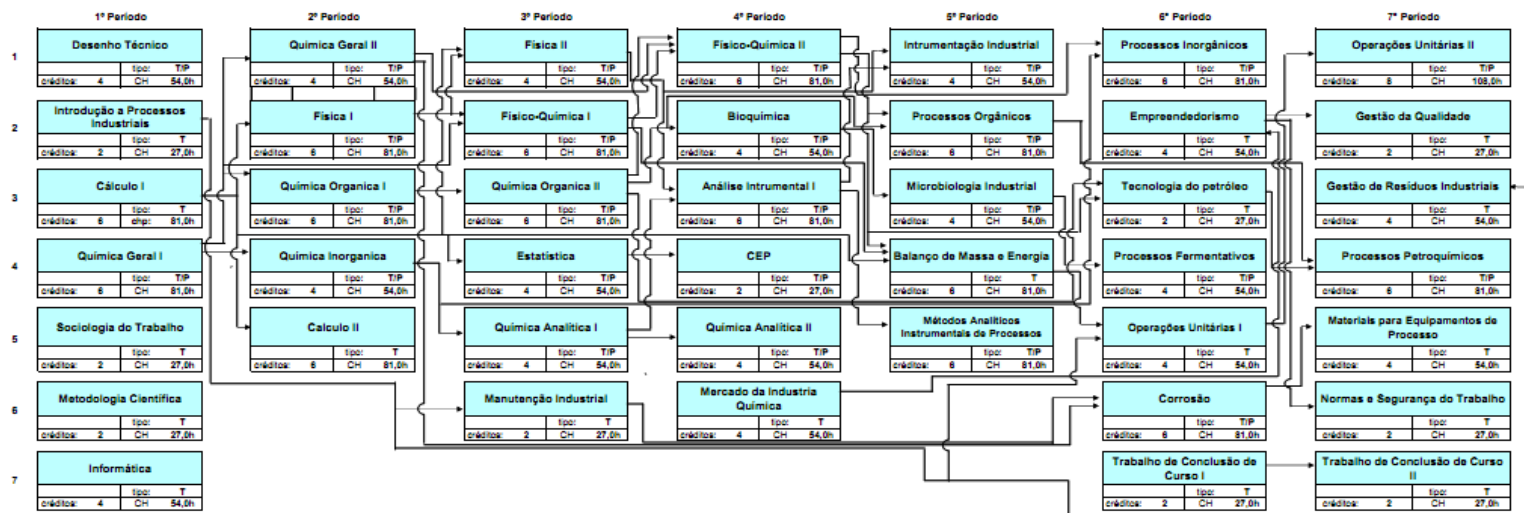 1º Período 2º Período 3º Período 4º Período 5º Período 6º Período 7º Período
1
Desenho Técnico
tipo: T/P
créditos: 4 CH 54,0h
Química Geral II
tipo: T/P
créditos: 4 CH 54,0h
Física II
tipo: T/P
créditos: 4 CH 54,0h
Físico-Química II
tipo: T/P
créditos: 6 CH 81,0h
Intrumentação Industrial
tipo: T/P
créditos: 4 CH 54,0h
Processos Inorgânicos
tipo: T/P
créditos: 6 CH 81,0h
Operações Unitárias II
tipo: T/P
créditos: 8 CH 108,0h
2
Introdução a Processos
Industriais
tipo: T
créditos: 2 CH 27,0h
Física I
tipo: T/P
créditos: 6 CH 81,0h
Físico-Química I
tipo: T/P
créditos: 6 CH 81,0h
Bioquímica
tipo: T/P
créditos: 4 CH 54,0h
Processos Orgânicos
tipo: T/P
créditos: 6 CH 81,0h
Empreendedorismo
tipo: T
créditos: 4 CH 54,0h
Gestão da Qualidade
tipo: T
créditos: 2 CH 27,0h
3
Cálculo I
tipo: T
créditos: 6 chp: 81,0h
Química Organica I
tipo: T/P
créditos: 6 CH 81,0h
Química Organica II
tipo: T/P
créditos: 6 CH 81,0h
Análise Intrumental I
tipo: T/P
créditos: 6 CH 81,0h
Microbiologia Industrial
tipo: T/P
créditos: 4 CH 54,0h
Tecnologia do petróleo
tipo: T
créditos: 2 CH 27,0h
Gestão de Resíduos Industriais
tipo: T
créditos: 4 CH 54,0h
4
Química Geral I
tipo: T/P
créditos: 6 CH 81,0h
Química Inorganica
tipo: T/P
créditos: 4 CH 54,0h
Estatística
tipo: T
créditos: 4 CH 54,0h
CEP
tipo: T
créditos: 2 CH 27,0h
Balanço de Massa e Energia
tipo: T
créditos: 6 CH 81,0h
Processos Fermentativos
tipo: T/P
créditos: 4 CH 54,0h
Processos Petroquímicos
tipo: T/P
créditos: 6 CH 81,0h
5
Sociologia do Trabalho
tipo: T
créditos: 2 CH 27,0h
Calculo II
tipo: T
créditos: 6 CH 81,0h
Química Analítica I
tipo: T/P
créditos: 4 CH 54,0h
Química Analítica II
tipo: T/P
créditos: 4 CH 54,0h
Métodos Analíticos
Instrumentais de Processos
tipo: T/P
créditos: 6 CH 81,0h
Operações Unitárias I
tipo: T
créditos: 4 CH 54,0h
Materiais para Equipamentos de
Processo
tipo: T
créditos: 4 CH 54,0h
6
Metodologia Científica
tipo: T
créditos: 2 CH 27,0h
Manutenção Industrial
tipo: T
créditos: 2 CH 27,0h
Mercado da Industria
Química
tipo: T
créditos: 4 CH 54,0h
Corrosão
tipo: T/P
créditos: 6 CH 81,0h
Normas e Segurança do Trabalho
tipo: T
créditos: 2 CH 27,0h
7
Informática
tipo: T
créditos: 4 CH 54,0h
Trabalho de Conclusão de
Curso I
tipo: T
créditos: 2 CH 27,0h
Trabalho de Conclusão de Curso
II
tipo: T
créditos: 2 CH 27,0h